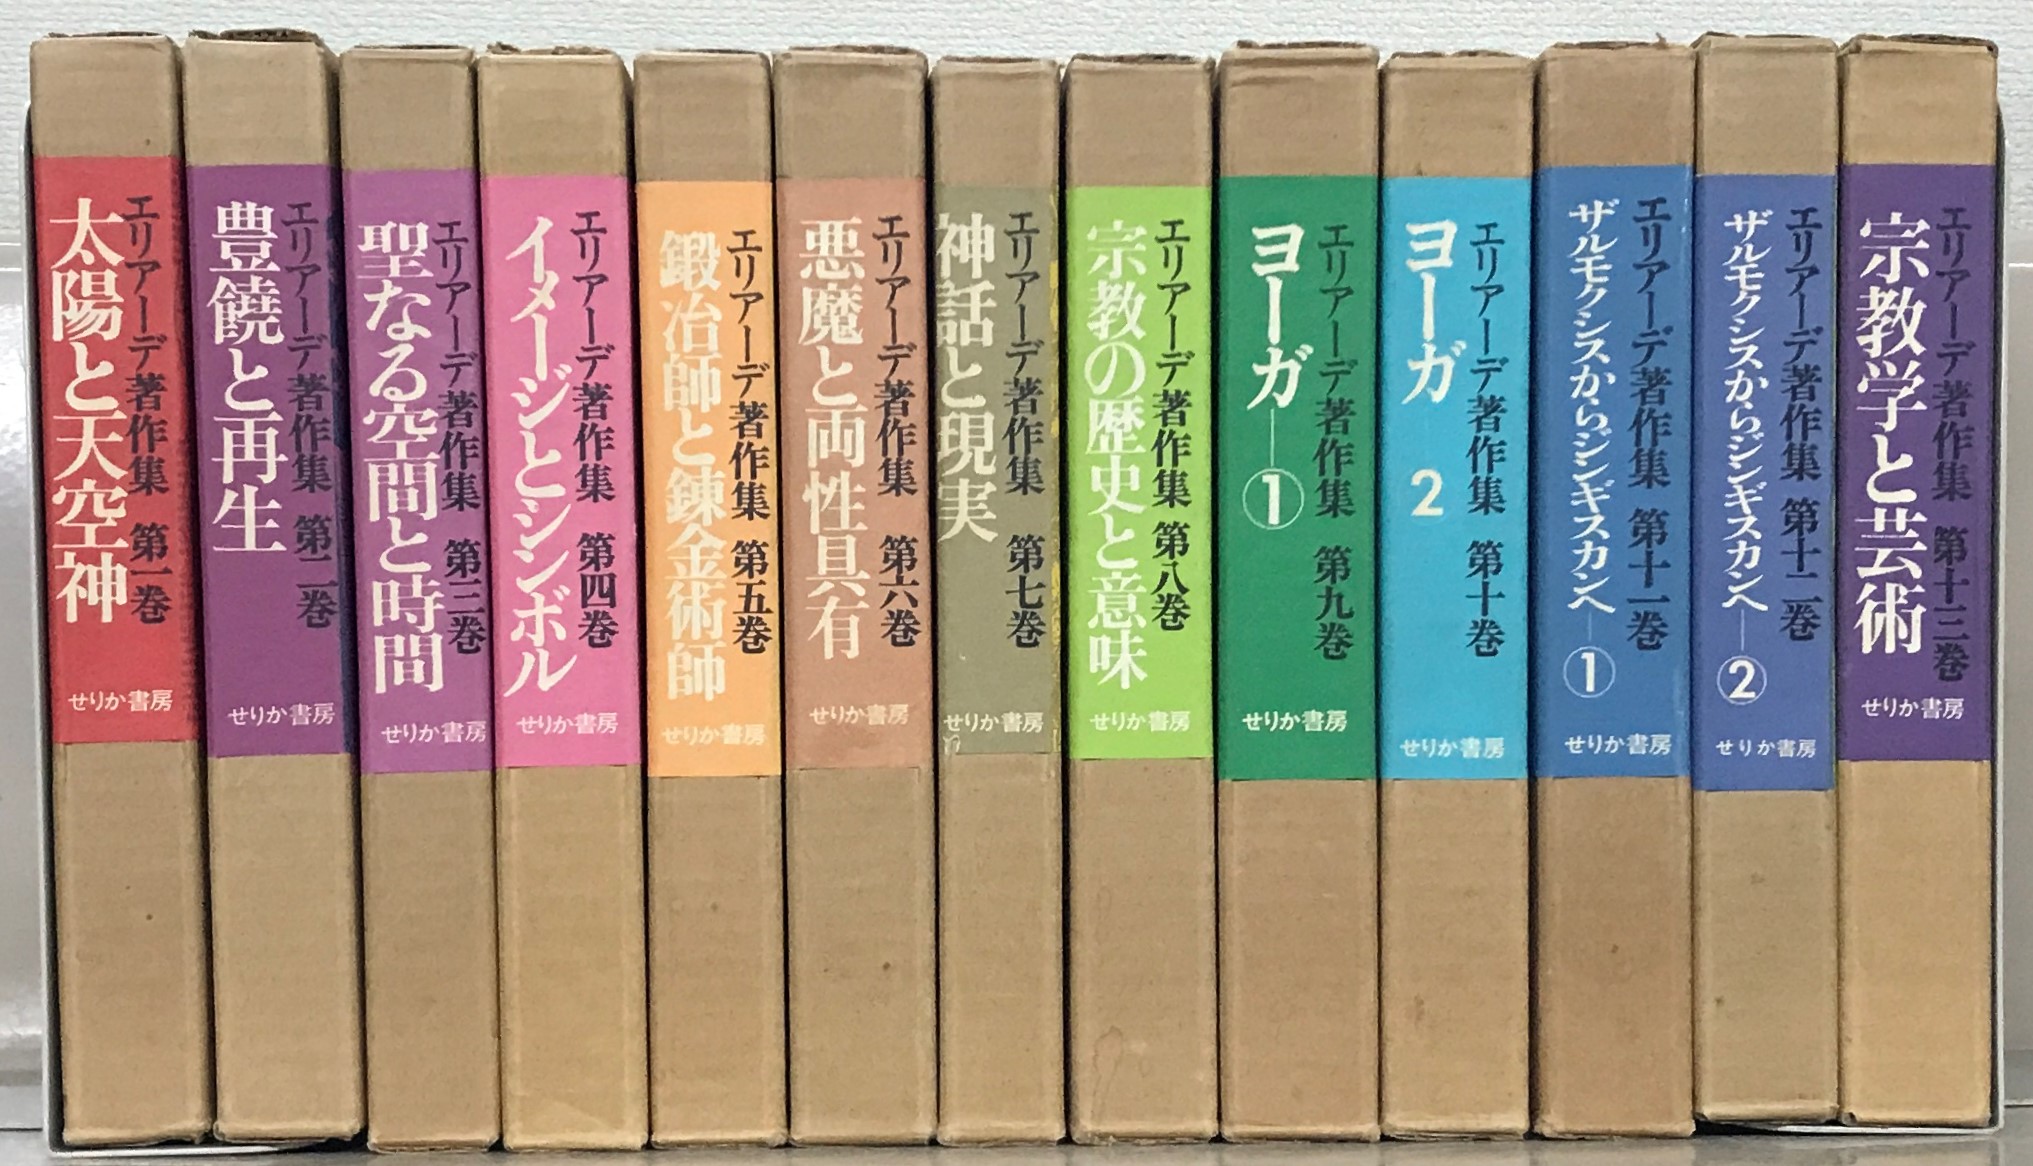 エリアーデ著作集 第一巻
太陽と天空神
せりか書房
エリアーデ著作集 第二巻
豊饒と再生
せりか書房
エリアーデ著作集 第三巻
聖なる空間と時間
せりか書房
エリアーデ著作集 第四巻
イメージとシンボル
せりか書房
エリアーデ著作集 第五巻
鍛冶師と錬金術師
せりか書房
エリアーデ著作集 第六巻
悪魔と両性具有
せりか書房
エリアーデ著作集 第七巻
神話と現実
せりか書房
エリアーデ著作集 第八巻
宗教の歴史と意味
せりか書房
エリアーデ著作集 第九巻
ヨーガ―①
せりか書房
エリアーデ著作集 第十巻
ヨーガ―2
せりか書房
エリアーデ著作集 第十一巻
ザルモクシスからジンギスカンへ―①
せりか書房
エリアーデ著作集 第十二巻
ザルモクシスからジンギスカンへ―②
せりか書房
エリアーデ著作集 第十三巻
宗教学と芸術
せりか書房